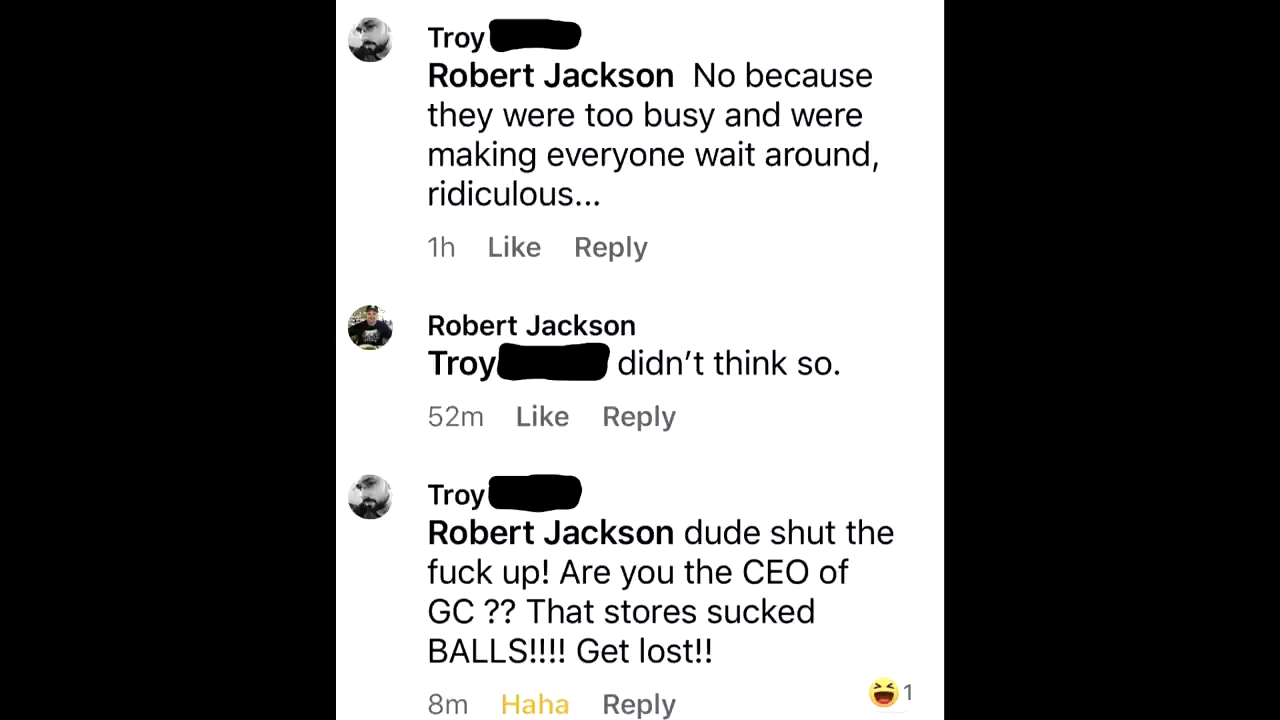 Troy
Robert Jackson No because
they were too busy and were
making everyone wait around,
ridiculous...
1h Like Reply
Robert Jackson
Troy didn't think so.
52m Like Reply
Troy
Robert Jackson dude shut the
fuck up! Are you the CEO of
GC ?? That stores sucked
BALLS!!!! Get lost!!
8m Haha Reply 1